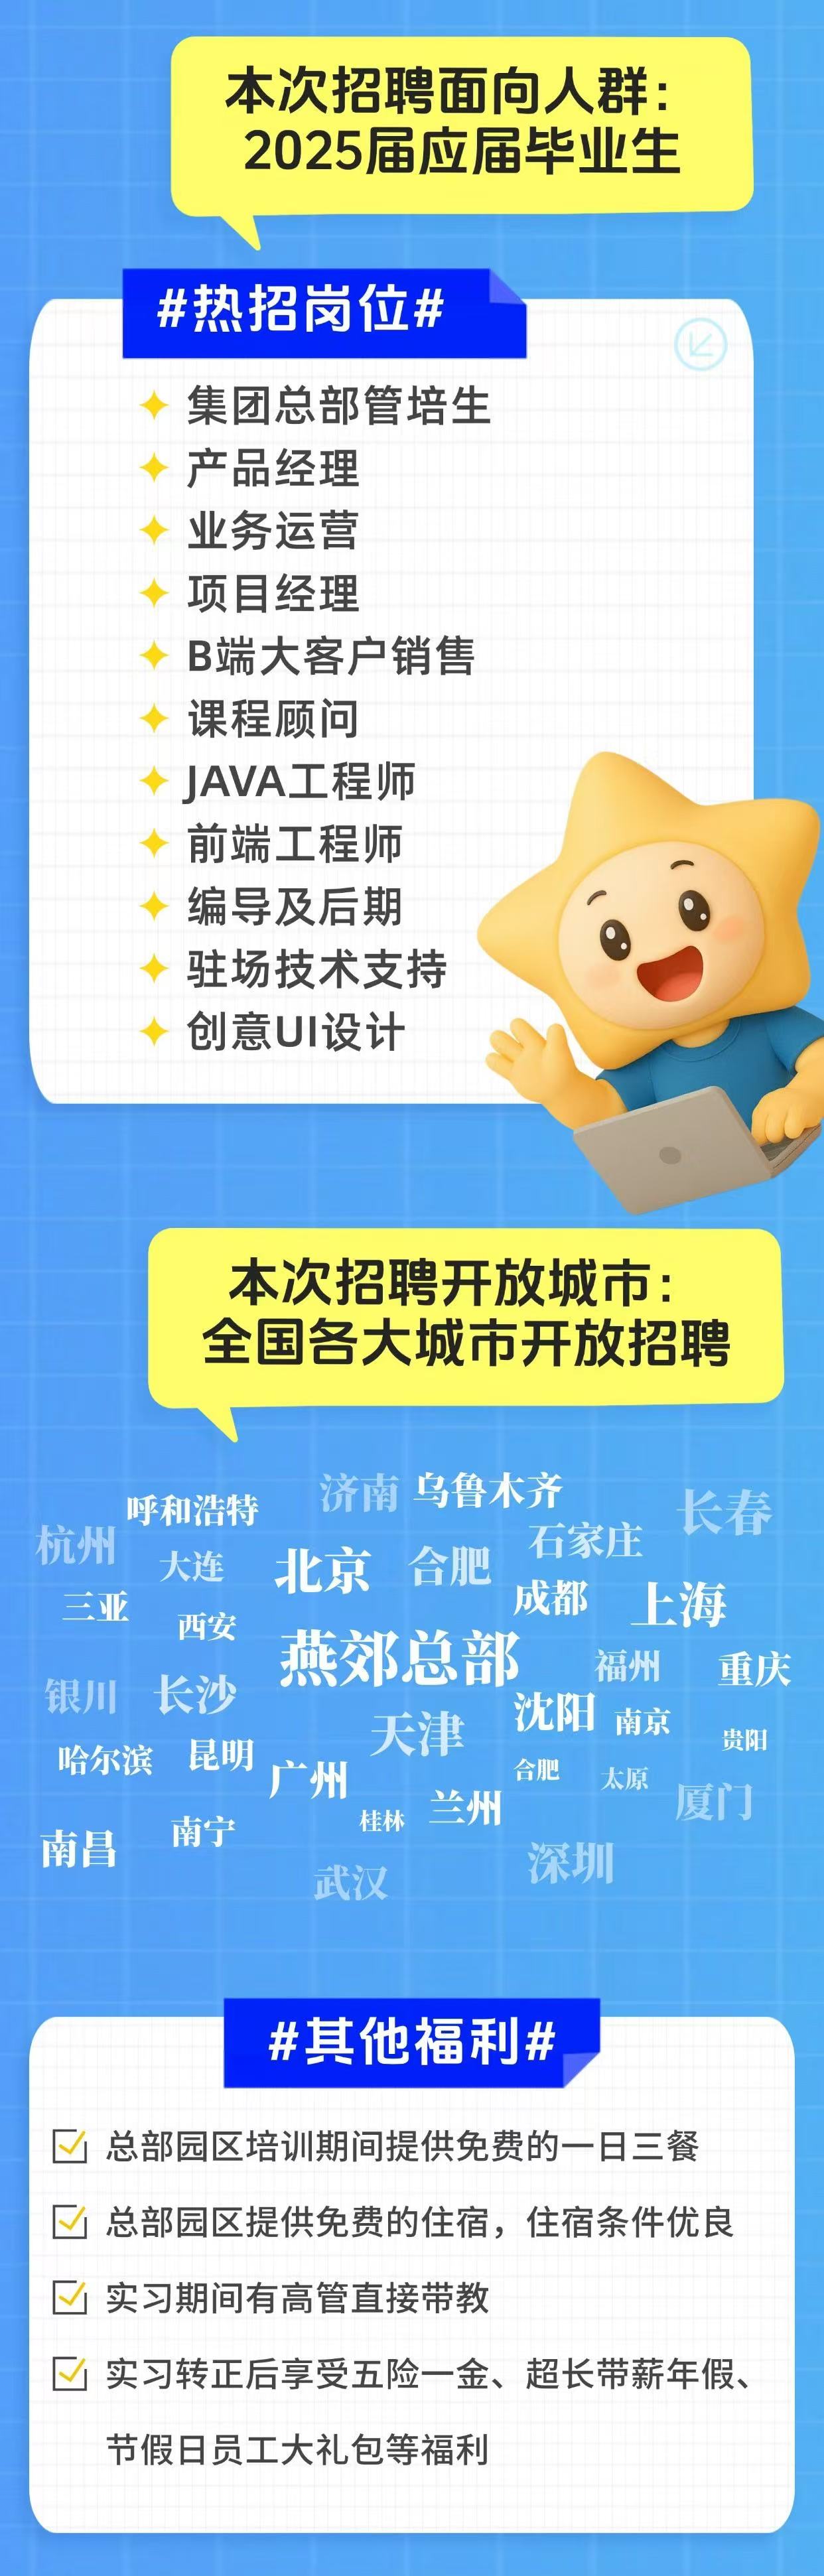 本次招聘面向人群：
2025届应届毕业生
#热招岗位#
集团总部管培生
产品经理
业务运营
项目经理
B端大客户销售
课程顾问
JAVA工程师
前端工程师
编导及后期
驻场技术支持
创意UI设计
本次招聘开放城市：
全国各大城市开放招聘
呼和浩特 济南 乌鲁木齐 长春
杭州 大连 北京 合肥 石家庄
三亚 西安 成都 上海
燕郊总部 福州 重庆
银川 长沙 天津 沈阳 南京 贵阳
哈尔滨 昆明 广州 合肥 太原
桂林 兰州 厦门
南昌 南宁 武汉 深圳
#其他福利#
总部园区培训期间提供免费的一日三餐
总部园区提供免费的住宿，住宿条件优良
实习期间有高管直接带教
实习转正后享受五险一金、超长带薪年假、
节假日员工大礼包等福利